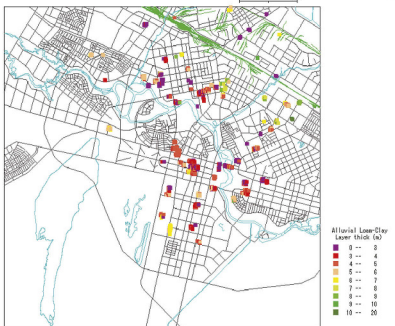 Alluvial Loam-Clay
Layer thick (m)
0 -- 3
3 -- 4
4 -- 5
5 -- 6
6 -- 7
7 -- 8
8 -- 9
9 -- 10
10 -- 20